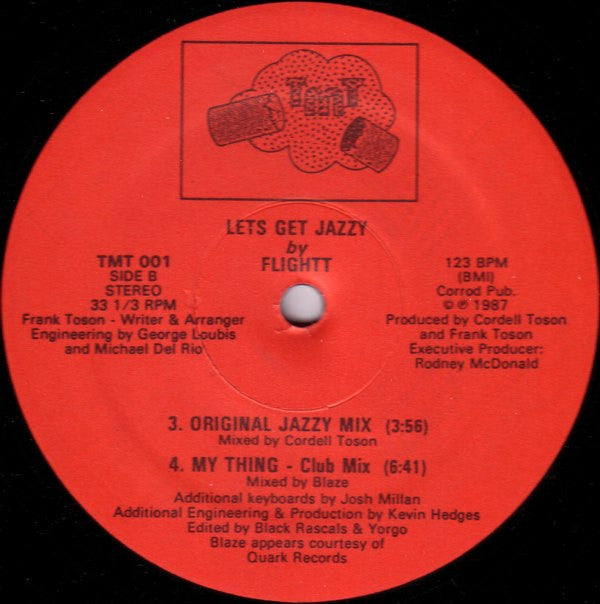 TnT
LETS GET JAZZY
by
FLIGHTT
TMT 001
SIDE B
STEREO
33 1/3 RPM
Frank Toson - Writer & Arranger
Engineering by George Loubis
and Michael Del Rio
123 BPM
(BMI)
Corrod Pub.
© ℗ 1987
Produced by Cordell Toson
and Frank Toson
Executive Producer:
Rodney McDonald
3. ORIGINAL JAZZY MIX (3:56)
Mixed by Cordell Toson
4. MY THING - Club Mix (6:41)
Mixed by Blaze
Additional keyboards by Josh Millan
Additional Engineering & Production by Kevin Hedges
Edited by Black Rascals & Yorgo
Blaze appears courtesy of
Quark Records